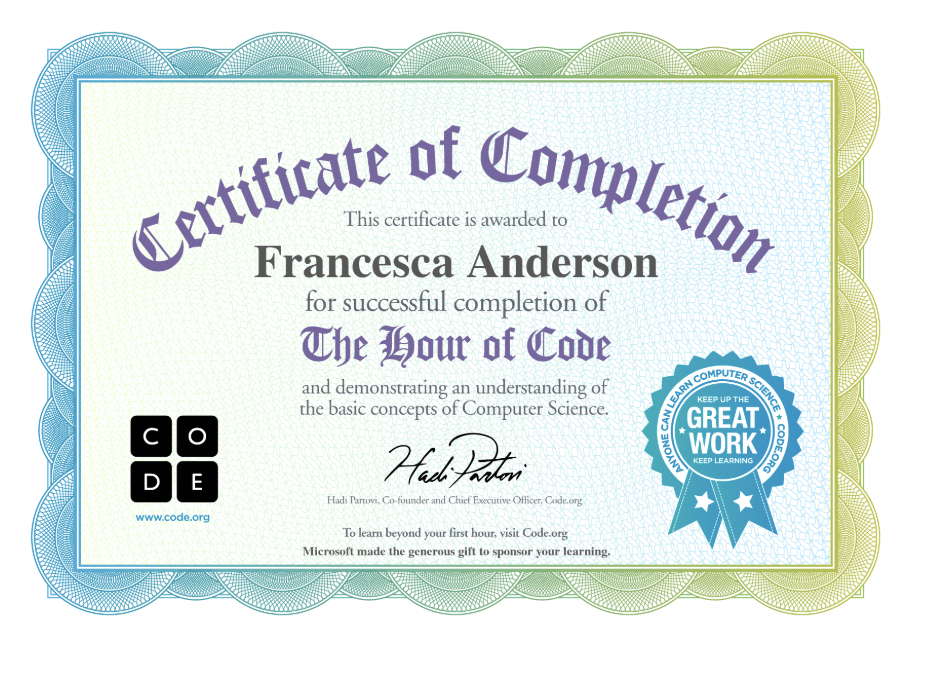 Certificate of Completion
This certificate is awarded to
Francesca Anderson
for successful completion of
The Hour of Code
and demonstrating an understanding of
the basic concepts of Computer Science.
Hadi Partovi
Hadi Partovi, Co-founder and Chief Executive Officer, Code.org
To learn beyond your first hour, visit Code.org
Microsoft made the generous gift to sponsor your learning.
C O
D E
www.code.org
ANYONE CAN LEARN COMPUTER SCIENCE ★ CODE.ORG
KEEP UP THE
GREAT
WORK
KEEP LEARNING